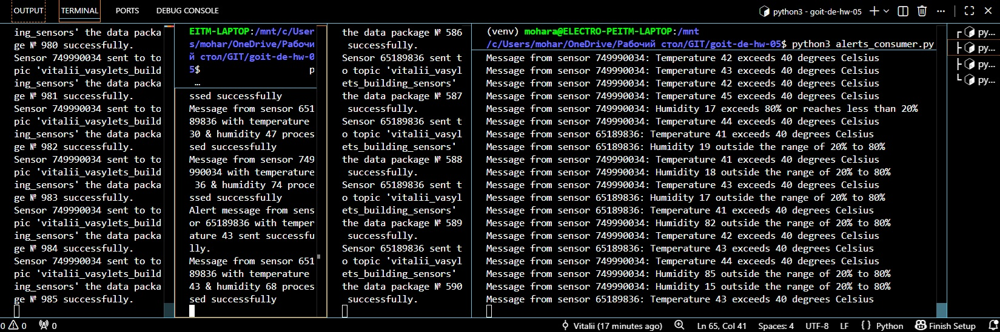 OUTPUT
TERMINAL
PORTS
DEBUG CONSOLE
python3 - goit-de-hw-05
ing_sensors' the data packa
ge № 980 successfully.
Sensor 749990034 sent to to
pic 'vitalii_vasylets_build
ing_sensors' the data packa
ge № 981 successfully.
Sensor 749990034 sent to to
pic 'vitalii_vasylets_build
ing_sensors' the data packa
ge № 982 successfully.
Sensor 749990034 sent to to
pic 'vitalii_vasylets_build
ing_sensors' the data packa
ge № 983 successfully.
Sensor 749990034 sent to to
pic 'vitalii_vasylets_build
ing_sensors' the data packa
ge № 984 successfully.
Sensor 749990034 sent to to
pic 'vitalii_vasylets_build
ing_sensors' the data packa
ge № 985 successfully.
EITM-LAPTOP:/mnt/c/User
s/mohar/OneDrive/Рабочи
й стол/GIT/goit-de-hw-0
5$ p
…
ssed successfully
Message from sensor 651
89836 with temperature
30 & humidity 47 proces
sed successfully
Message from sensor 749
990034 with temperature
36 & humidity 74 proce
ssed successfully
Alert message from sens
or 65189836 with temper
ature 43 sent successfu
lly.
Message from sensor 651
89836 with temperature
43 & humidity 68 proces
sed successfully
the data package № 586
successfully.
Sensor 65189836 sent t
o topic 'vitalii_vasyl
ets_building_sensors'
the data package № 587
successfully.
Sensor 65189836 sent t
o topic 'vitalii_vasyl
ets_building_sensors'
the data package № 588
successfully.
Sensor 65189836 sent t
o topic 'vitalii_vasyl
ets_building_sensors'
the data package № 589
successfully.
Sensor 65189836 sent t
o topic 'vitalii_vasyl
ets_building_sensors'
the data package № 590
successfully.
(venv) mohara@ELECTRO-PEITM-LAPTOP:/mnt
/c/Users/mohar/OneDrive/Рабочий стол/GIT/goit-de-hw-05$ python3 alerts_consumer.py
Message from sensor 749990034: Temperature 42 exceeds 40 degrees Celsius
Message from sensor 749990034: Temperature 43 exceeds 40 degrees Celsius
Message from sensor 749990034: Temperature 42 exceeds 40 degrees Celsius
Message from sensor 749990034: Temperature 45 exceeds 40 degrees Celsius
Message from sensor 749990034: Humidity 17 exceeds 80% or reaches less than 20%
Message from sensor 749990034: Temperature 44 exceeds 40 degrees Celsius
Message from sensor 65189836: Temperature 41 exceeds 40 degrees Celsius
Message from sensor 65189836: Humidity 19 outside the range of 20% to 80%
Message from sensor 749990034: Temperature 41 exceeds 40 degrees Celsius
Message from sensor 749990034: Humidity 18 outside the range of 20% to 80%
Message from sensor 749990034: Temperature 43 exceeds 40 degrees Celsius
Message from sensor 65189836: Humidity 17 outside the range of 20% to 80%
Message from sensor 65189836: Temperature 41 exceeds 40 degrees Celsius
Message from sensor 749990034: Humidity 82 outside the range of 20% to 80%
Message from sensor 749990034: Temperature 42 exceeds 40 degrees Celsius
Message from sensor 65189836: Temperature 43 exceeds 40 degrees Celsius
Message from sensor 749990034: Temperature 44 exceeds 40 degrees Celsius
Message from sensor 749990034: Humidity 85 outside the range of 20% to 80%
Message from sensor 749990034: Humidity 15 outside the range of 20% to 80%
Message from sensor 65189836: Temperature 43 exceeds 40 degrees Celsius
py...
py...
py...
py...
0 0 0
Vitalii (17 minutes ago)
Ln 65, Col 41
Spaces: 4
UTF-8
LF
{ } Python
Finish Setup